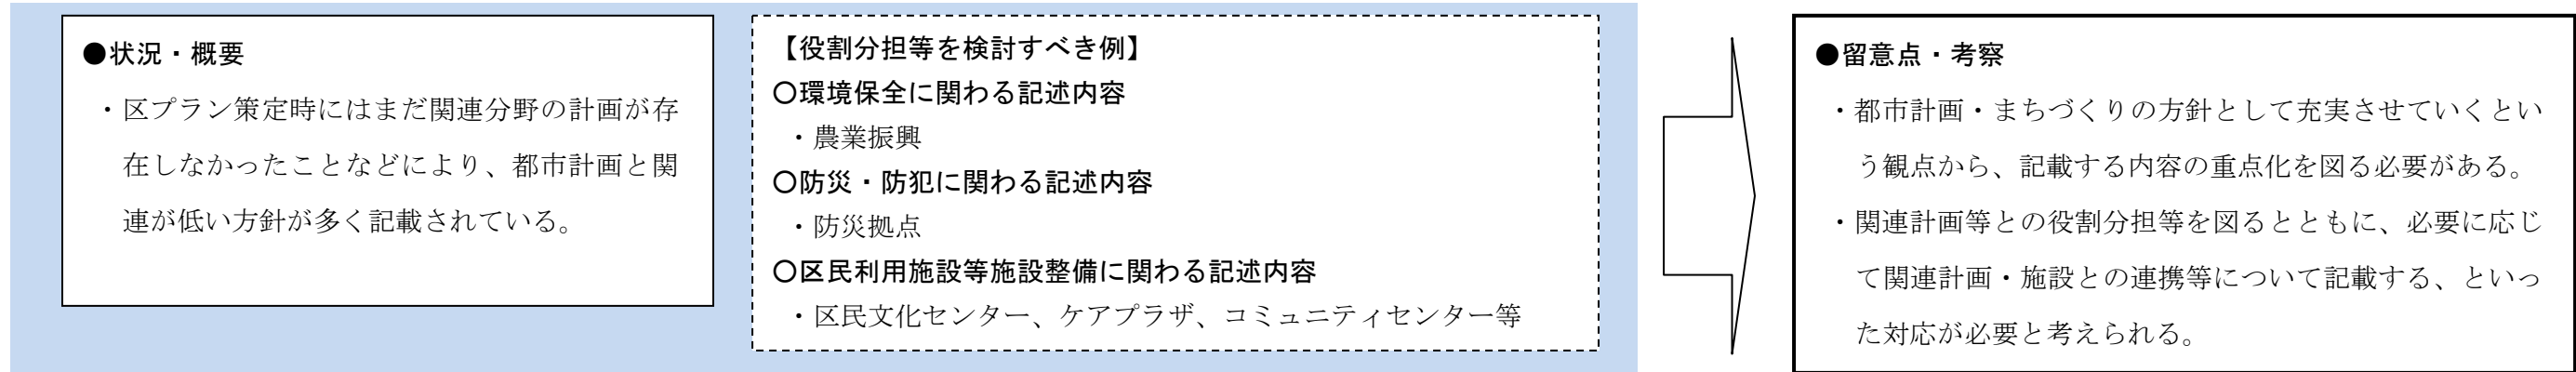 ●状況・概要
・区プラン策定時にはまだ関連分野の計画が存
在しなかったことなどにより、都市計画と関
連が低い方針が多く記載されている。
【役割分担等を検討すべき例】
○環境保全に関わる記述内容
・農業振興
○防災・防犯に関わる記述内容
・防災拠点
○区民利用施設等施設整備に関わる記述内容
・区民文化センター、ケアプラザ、コミュニティセンター等
●留意点・考察
・都市計画・まちづくりの方針として充実させていくとい
う観点から、記載する内容の重点化を図る必要がある。
・関連計画等との役割分担等を図るとともに、必要に応じ
て関連計画・施設との連携等について記載する、といっ
た対応が必要と考えられる。